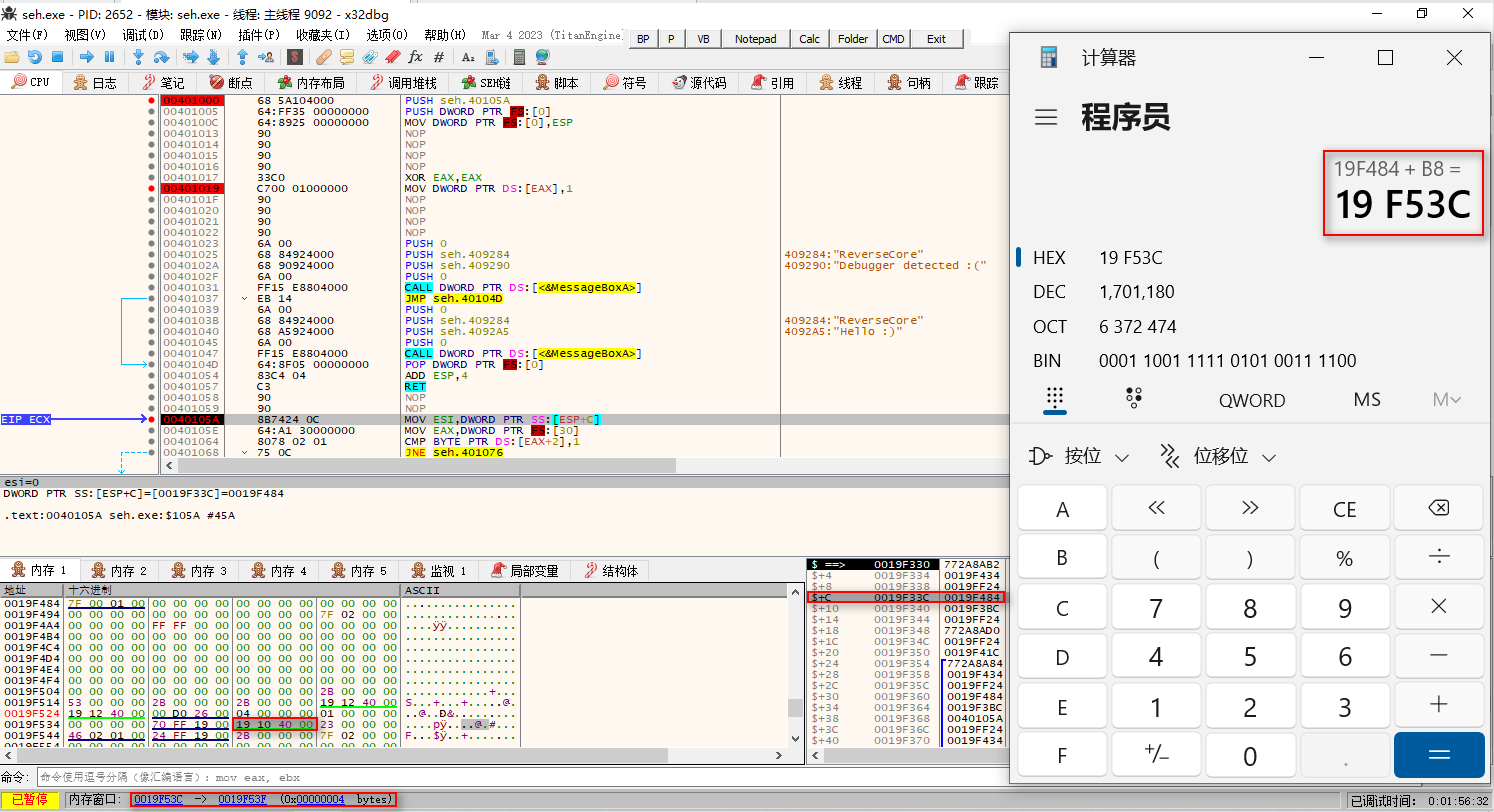 seh.exe - PID: 2652 - 模块: seh.exe - 线程: 主线程 9092 - x32dbg
文件(F) 视图(V) 调试(D) 跟踪(N) 插件(P) 收藏夹(I) 选项(O) 帮助(H) Mar 4 2023 (TitanEngine) BP P VB Notepad Calc Folder CMD Exit
CPU 日志 笔记 断点 内存布局 调用堆栈 SEH链 脚本 符号 源代码 引用 线程 句柄 跟踪
00401000 68 5A104000 PUSH seh.40105A
00401005 64:FF35 00000000 PUSH DWORD PTR FS:[0]
0040100C 64:8925 00000000 MOV DWORD PTR FS:[0],ESP
00401013 90 NOP
00401014 90 NOP
00401015 90 NOP
00401016 90 NOP
00401017 33C0 XOR EAX,EAX
00401019 C700 01000000 MOV DWORD PTR DS:[EAX],1
0040101F 90 NOP
00401020 90 NOP
00401021 90 NOP
00401022 90 NOP
00401023 6A 00 PUSH 0
00401025 68 84924000 PUSH seh.409284 409284:"ReverseCore"
0040102A 68 90924000 PUSH seh.409290 409290:"Debugger detected :("
0040102F 6A 00 PUSH 0
00401031 FF15 E8804000 CALL DWORD PTR DS:[<&MessageBoxA>]
00401037 EB 14 JMP seh.40104D
00401039 6A 00 PUSH 0
0040103B 68 84924000 PUSH seh.409284 409284:"ReverseCore"
00401040 68 A5924000 PUSH seh.4092A5 4092A5:"Hello :)"
00401045 6A 00 PUSH 0
00401047 FF15 E8804000 CALL DWORD PTR DS:[<&MessageBoxA>]
0040104D 64:8F05 00000000 POP DWORD PTR FS:[0]
00401054 83C4 04 ADD ESP,4
00401057 C3 RET
00401058 90 NOP
00401059 90 NOP
EIP ECX 0040105A 8B7424 0C MOV ESI,DWORD PTR SS:[ESP+C]
0040105E 64:A1 30000000 MOV EAX,DWORD PTR FS:[30]
00401064 8078 02 01 CMP BYTE PTR DS:[EAX+2],1
00401068 75 0C JNE seh.401076
esi=0
DWORD PTR SS:[ESP+C]=[0019F33C]=0019F484
.text:0040105A seh.exe:$105A #45A
内存 1 内存 2 内存 3 内存 4 内存 5 监视 1 局部变量 结构体
地址 十六进制 ASCII
0019F484 7F 00 01 00 00 00 00 00 00 00 00 00 00 00 00 00 ................
0019F494 00 00 00 00 00 00 00 00 00 00 00 00 7F 02 00 00 ................
0019F4A4 00 00 00 00 FF FF 00 00 00 00 00 00 00 00 00 00 ....ÿÿ..........
0019F4B4 00 00 00 00 00 00 00 00 00 00 00 00 00 00 00 00 ................
0019F4C4 00 00 00 00 00 00 00 00 00 00 00 00 00 00 00 00 ................
0019F4D4 00 00 00 00 00 00 00 00 00 00 00 00 00 00 00 00 ................
0019F4E4 00 00 00 00 00 00 00 00 00 00 00 00 00 00 00 00 ................
0019F4F4 00 00 00 00 00 00 00 00 00 00 00 00 00 00 00 00 ................
0019F504 00 00 00 00 00 00 00 00 00 00 00 00 2B 00 00 00 ............+...
0019F514 53 00 00 00 2B 00 00 00 2B 00 00 00 19 12 40 00 S...+...+.....@.
0019F524 19 12 40 00 00 D0 26 00 04 00 00 00 01 00 00 00 ..@..Ð&.........
0019F534 00 00 00 00 70 FF 19 00 19 10 40 00 23 00 00 00 ....pÿ....@.#...
0019F544 46 02 01 00 24 FF 19 00 2B 00 00 00 7F 02 00 00 F...$ÿ..+.......
$ ==> 0019F330 772A8AB2
$+4 0019F334 0019F434
$+8 0019F338 0019FF24
$+C 0019F33C 0019F484
$+10 0019F340 0019F3BC
$+14 0019F344 0019FF24
$+18 0019F348 772A8AD0
$+1C 0019F34C 0019FF24
$+20 0019F350 0019F41C
$+24 0019F354 772A8A84
$+28 0019F358 0019F434
$+2C 0019F35C 0019FF24
$+30 0019F360 0019F484
$+34 0019F364 0019F3BC
$+38 0019F368 0040105A
$+3C 0019F36C 0019FF24
$+40 0019F370 0019F434
命令: 命令使用逗号分隔（像汇编语言）: mov eax, ebx
已暂停 内存窗口: 0019F53C -> 0019F53F (0x00000004 bytes) 已调试时间: 0:01:56:32
计算器
程序员
19F484 + B8 =
19 F53C
HEX 19 F53C
DEC 1,701,180
OCT 6 372 474
BIN 0001 1001 1111 0101 0011 1100
QWORD MS M
按位 位移位
A << >> CE
B ( ) % ÷
C 7 8 9 ×
D 4 5 6 −
E 1 2 3 +
F +/− 0 . =